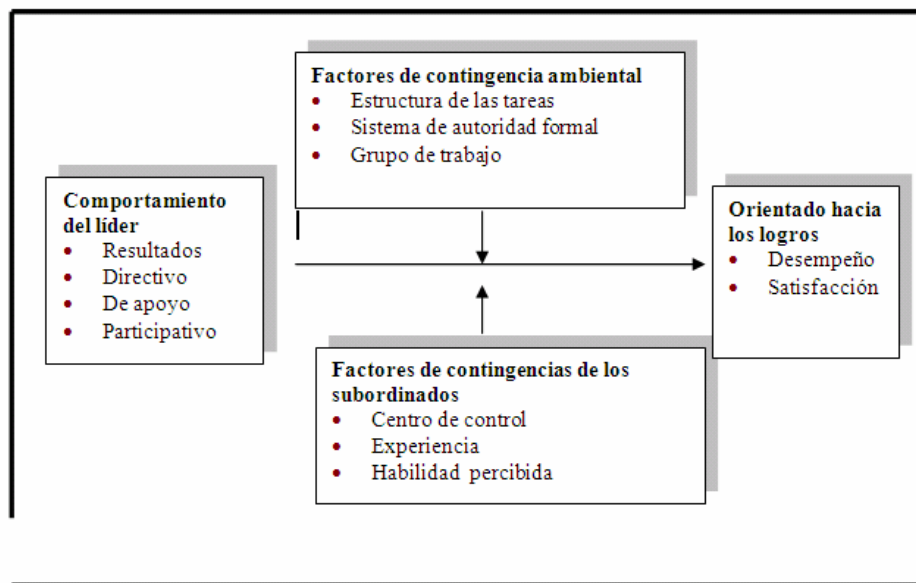 Factores de contingencia ambiental
• Estructura de las tareas
• Sistema de autoridad formal
• Grupo de trabajo
Comportamiento
del líder
• Resultados
• Directivo
• De apoyo
• Participativo
Orientado hacia
los logros
• Desempeño
• Satisfacción
Factores de contingencias de los
subordinados
• Centro de control
• Experiencia
• Habilidad percibida